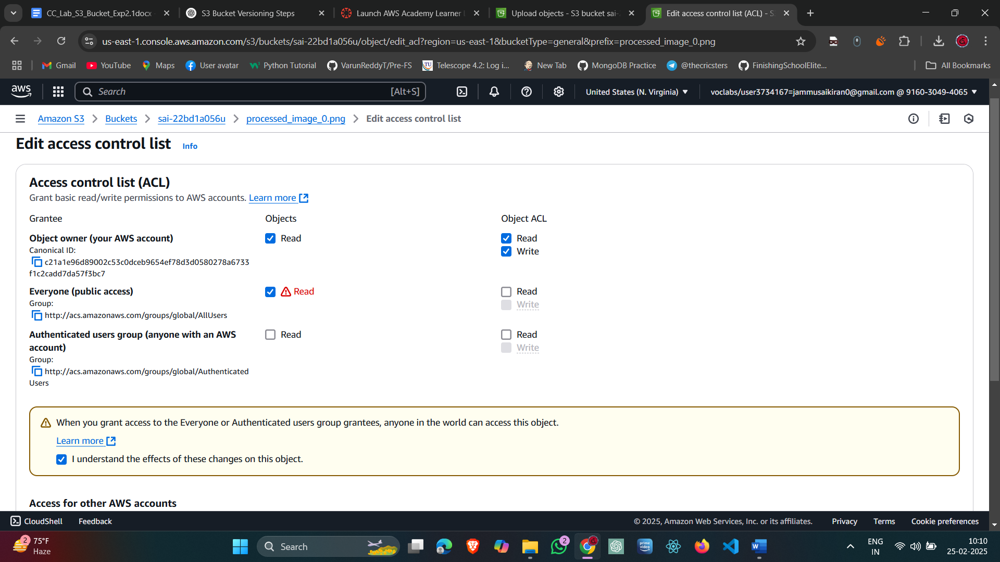 CC_Lab_S3_Bucket_Exp2.1docx
S3 Bucket Versioning Steps
Launch AWS Academy Learner
Upload objects - S3 bucket sai-
Edit access control list (ACL) - S
us-east-1.console.aws.amazon.com/s3/buckets/sai-22bd1a056u/object/edit_acl?region=us-east-1&bucketType=general&prefix=processed_image_0.png
Gmail
YouTube
Maps
User avatar
Python Tutorial
VarunReddyT/Pre-FS
Telescope 4.2: Log i...
New Tab
MongoDB Practice
@thecricsters
FinishingSchoolElite...
All Bookmarks
aws
Search
[Alt+S]
United States (N. Virginia)
voclabs/user3734167=jammusaikiran0@gmail.com @ 9160-3049-4065
Amazon S3
Buckets
sai-22bd1a056u
processed_image_0.png
Edit access control list
Edit access control list
Info
Access control list (ACL)
Grant basic read/write permissions to AWS accounts. Learn more
Grantee
Objects
Object ACL
Object owner (your AWS account)
Read
Read
Canonical ID:
Write
c21a1e96d89002c53c0dceb9654ef78d3d0580278a6733
f1c2cadd7da57f3bc7
Everyone (public access)
Read
Read
Group:
Write
http://acs.amazonaws.com/groups/global/AllUsers
Authenticated users group (anyone with an AWS
Read
Read
account)
Write
Group:
http://acs.amazonaws.com/groups/global/Authenticated
Users
When you grant access to the Everyone or Authenticated users group grantees, anyone in the world can access this object.
Learn more
I understand the effects of these changes on this object.
Access for other AWS accounts
CloudShell
Feedback
© 2025, Amazon Web Services, Inc. or its affiliates.
Privacy
Terms
Cookie preferences
2
75°F
Haze
Search
prime
video
2
W
ENG
IN
10:10
25-02-2025